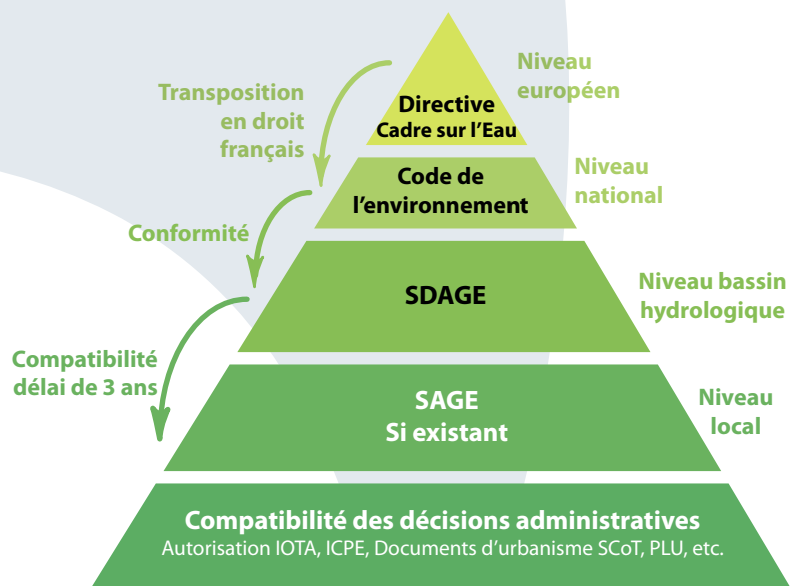 Niveau
européen
Transposition
en droit
français
Directive
Cadre sur l'Eau
Niveau
national
Code de
l'environnement
Conformité
SDAGE
Niveau bassin
hydrologique
Compatibilité
délai de 3 ans
SAGE
Si existant
Niveau
local
Compatibilité des décisions administratives
Autorisation IOTA, ICPE, Documents d'urbanisme SCoT, PLU, etc.